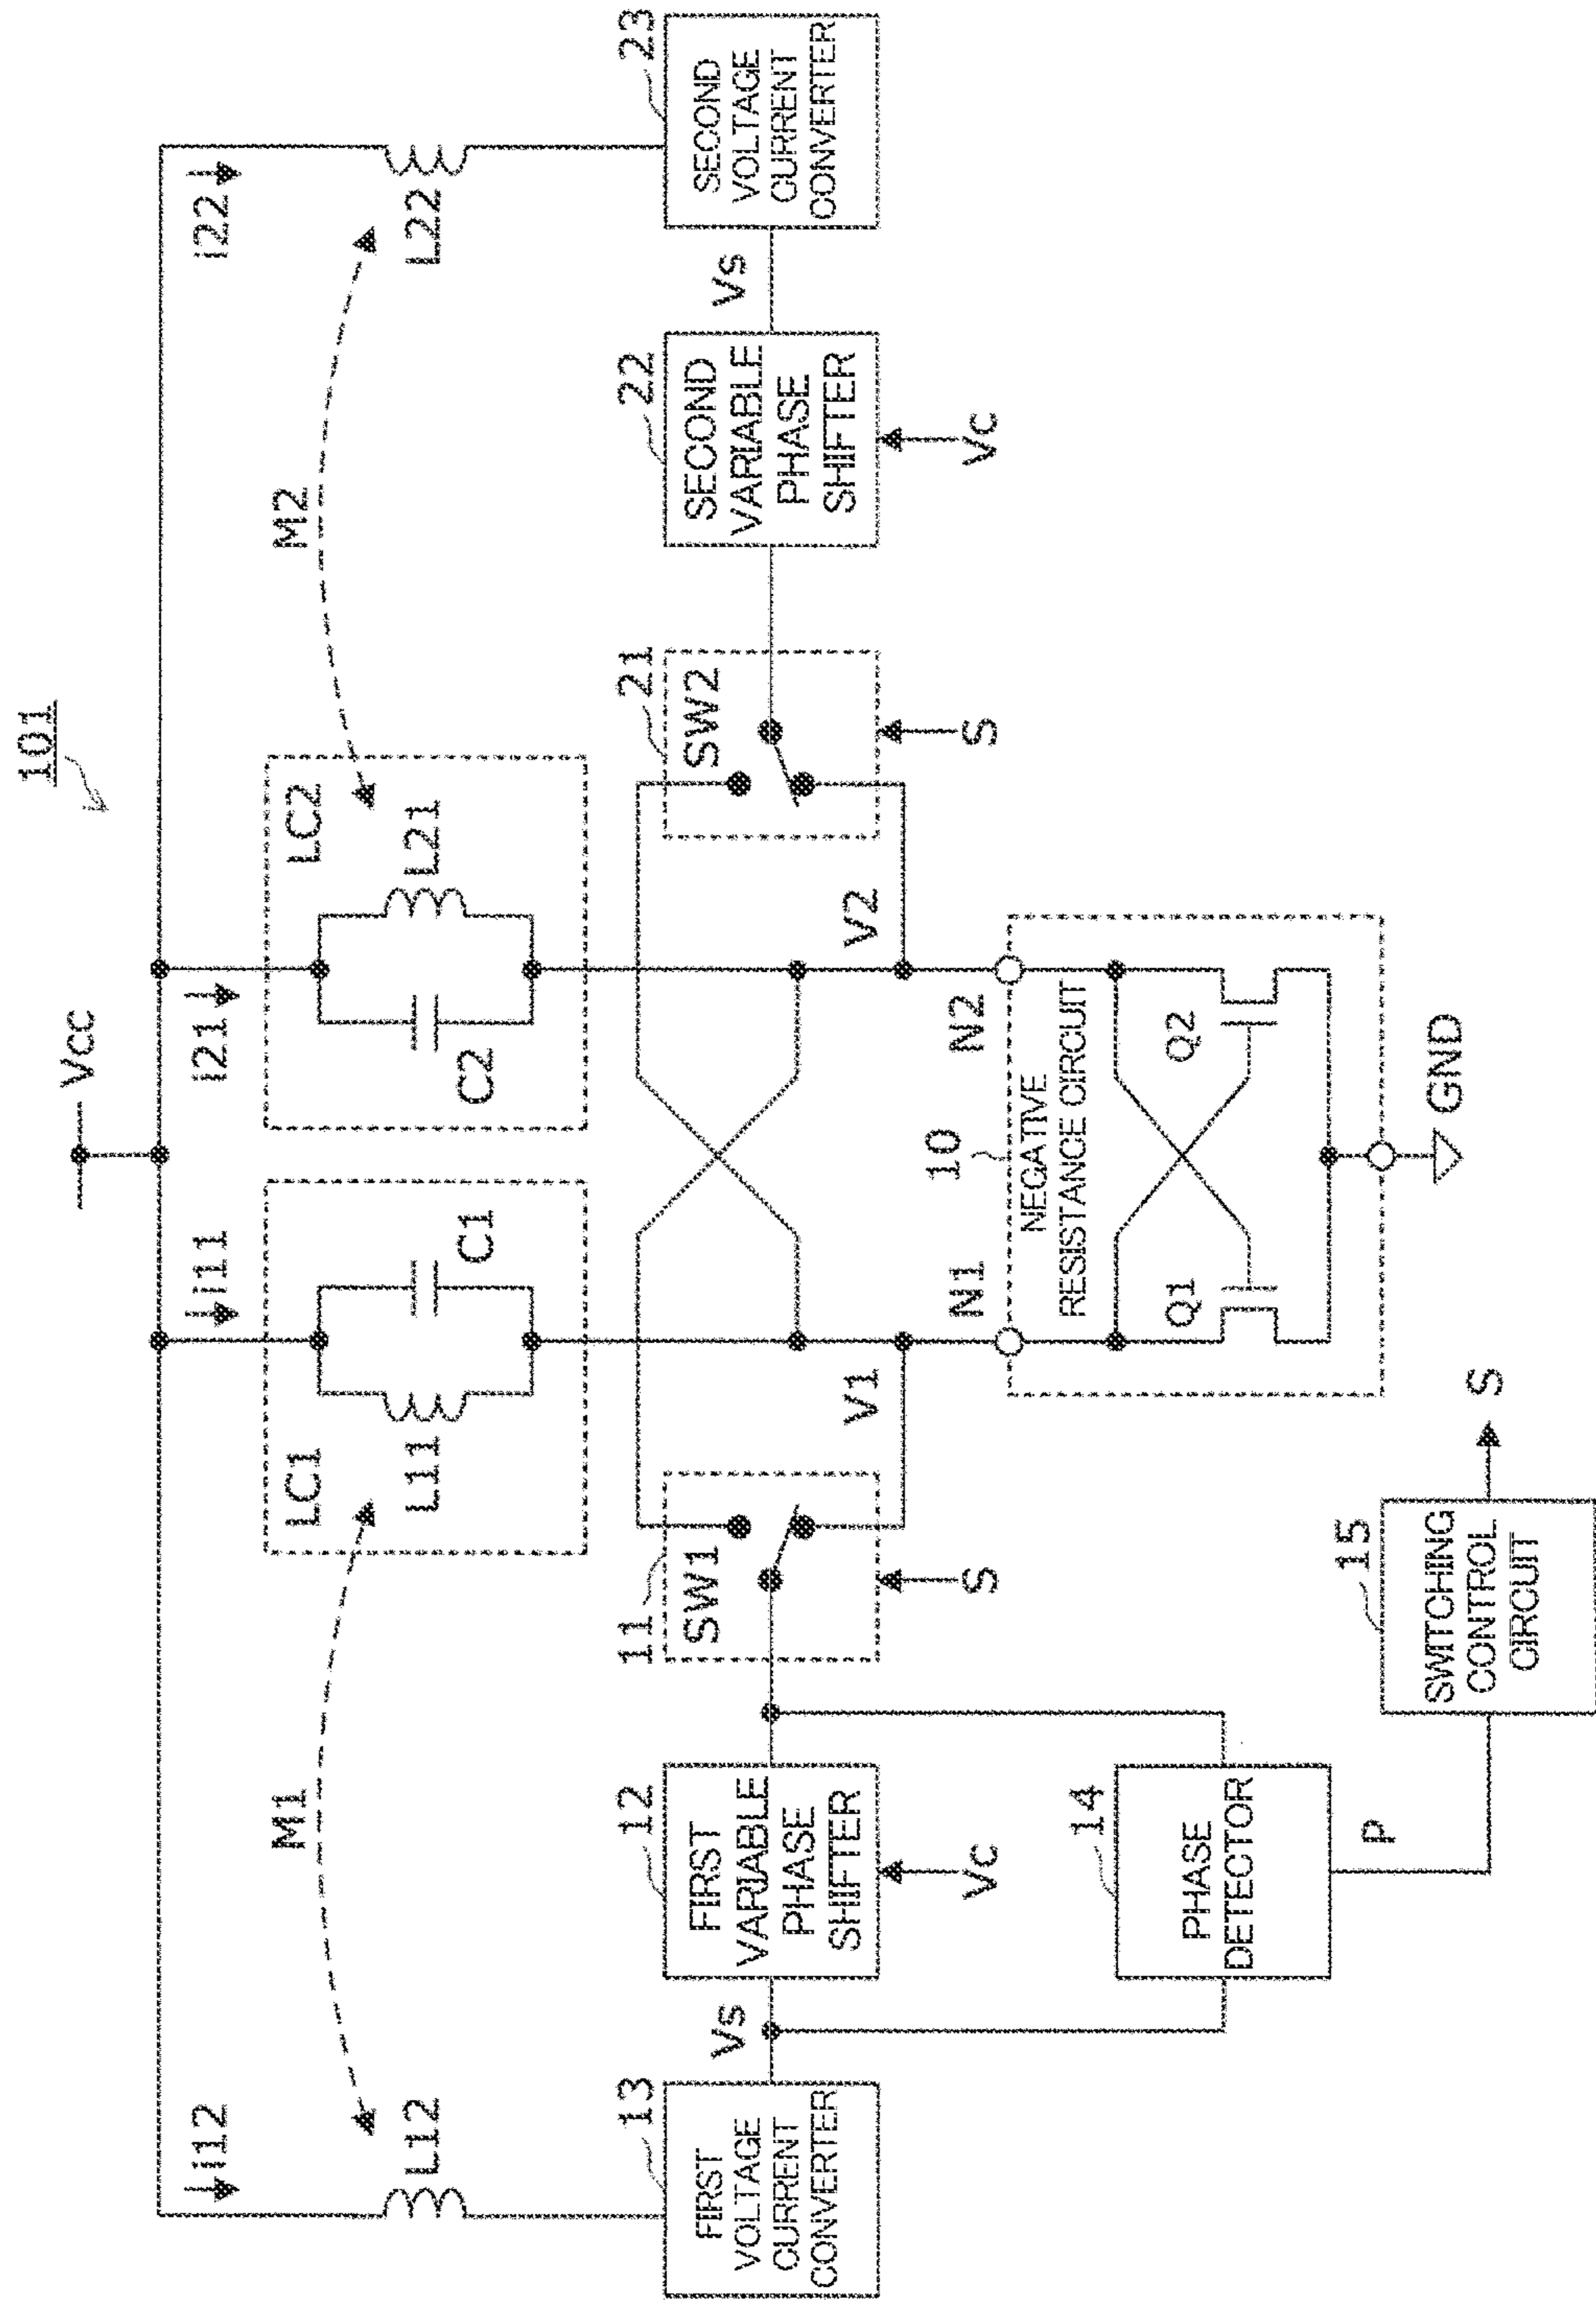 101
Vcc
i12
i11
i21
i22
M1
M2
LC1
LC2
L12
L11
C1
C2
L21
L22
13
12
11
21
22
23
FIRST
VOLTAGE
CURRENT
CONVERTER
Vs
FIRST
VARIABLE
PHASE
SHIFTER
SW1
SW2
SECOND
VARIABLE
PHASE
SHIFTER
Vs
SECOND
VOLTAGE
CURRENT
CONVERTER
V1
V2
Vc
S
S
Vc
10
N1
N2
NEGATIVE
RESISTANCE CIRCUIT
14
PHASE
DETECTOR
Q1
Q2
P
15
SWITCHING
CONTROL
CIRCUIT
S
GND